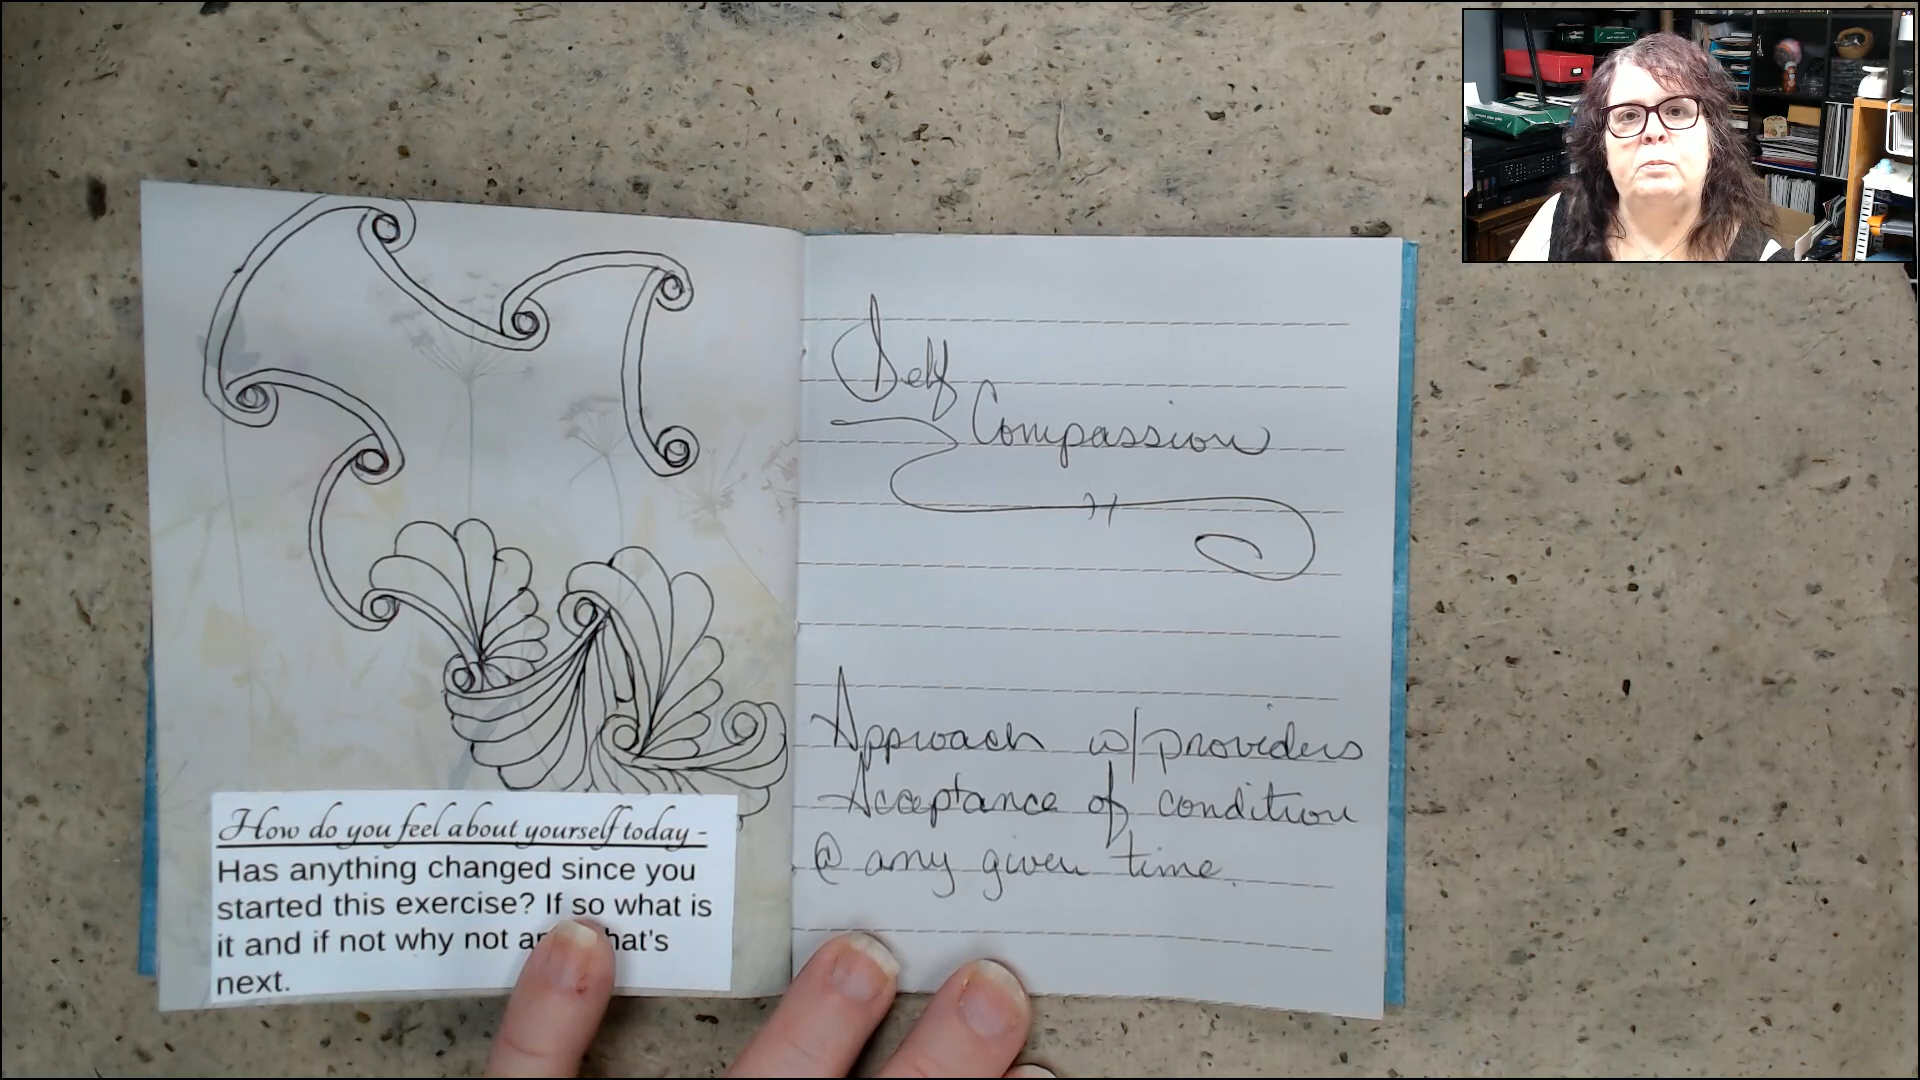 How do you feel about yourself today -
Has anything changed since you
started this exercise? If so what is
it and if not why not
next.
Self
Compassion
Approach w/providers
Acceptance of condition
@ any given time.